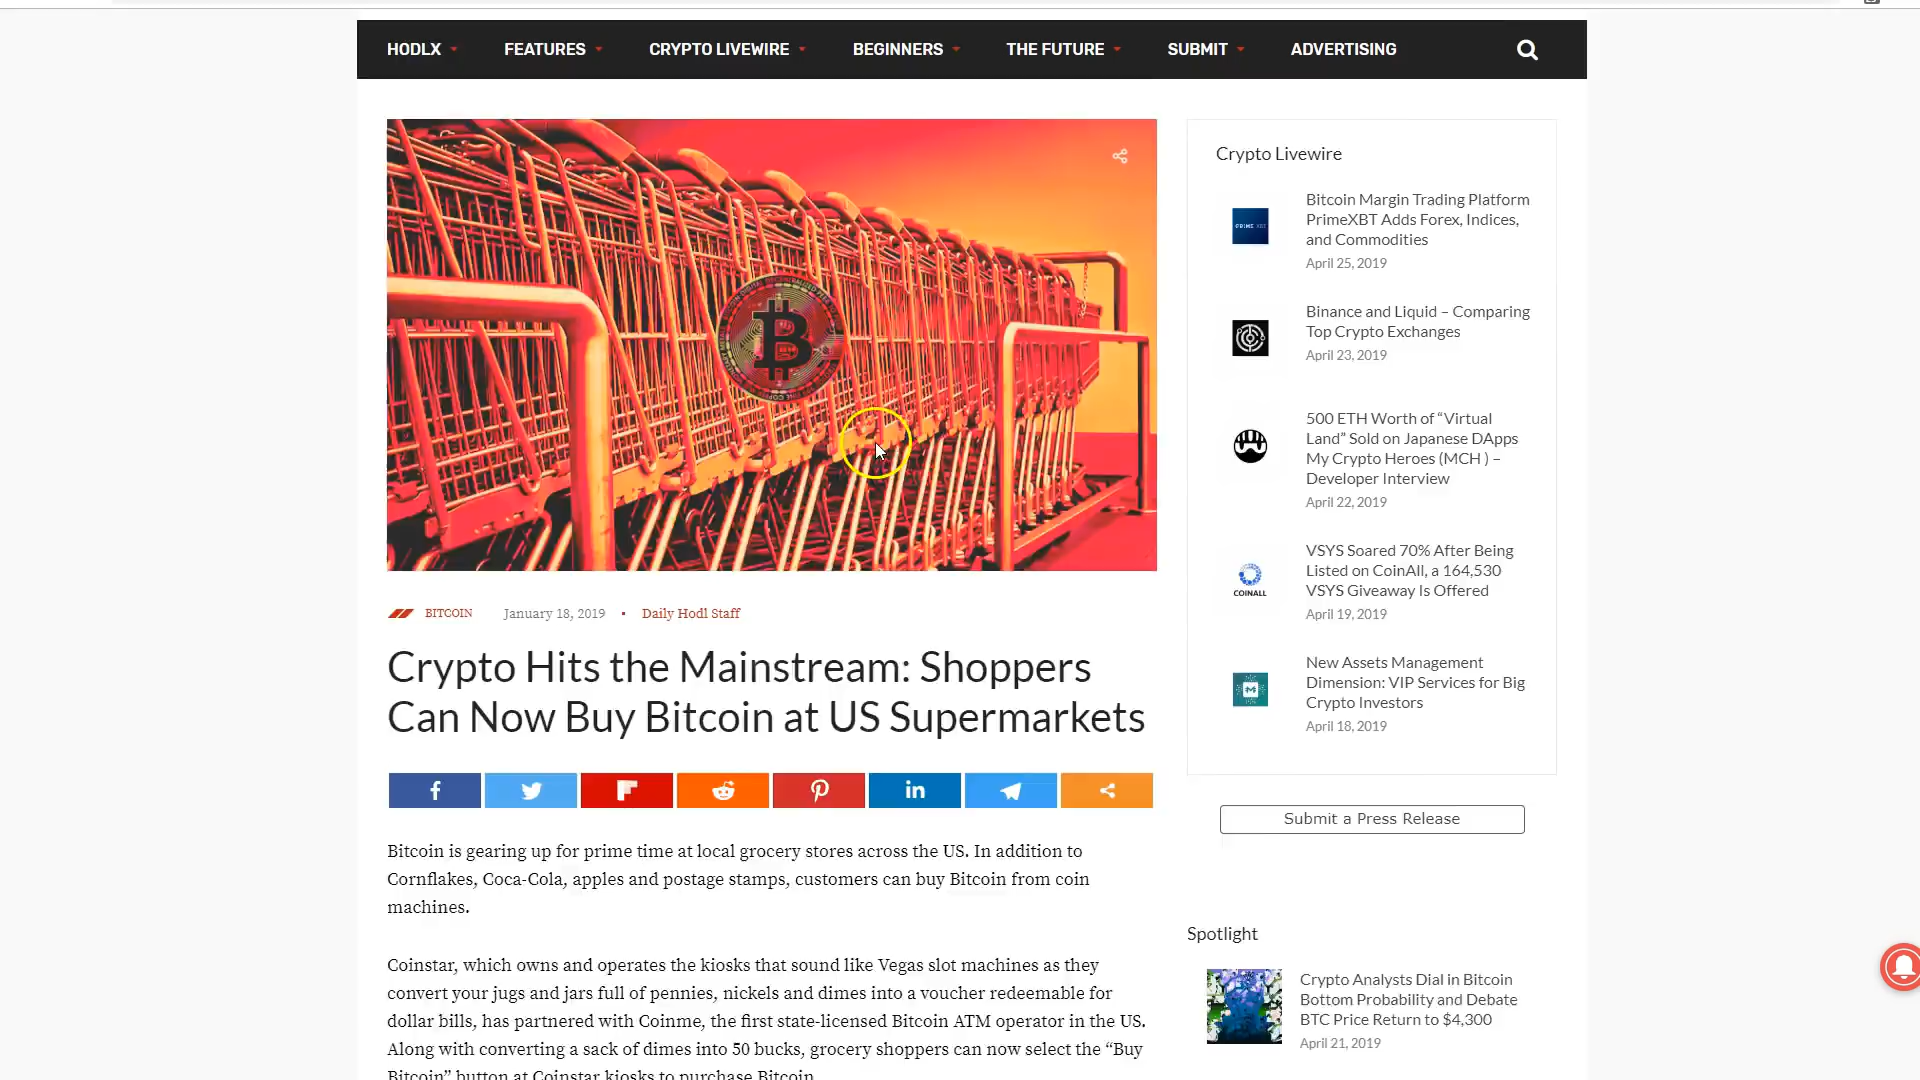 HODLX
FEATURES
CRYPTO LIVEWIRE
BEGINNERS
THE FUTURE
SUBMIT
ADVERTISING
BITCOIN
January 18, 2019
Daily Hodl Staff
Crypto Hits the Mainstream: Shoppers
Can Now Buy Bitcoin at US Supermarkets
Bitcoin is gearing up for prime time at local grocery stores across the US. In addition to
Cornflakes, Coca-Cola, apples and postage stamps, customers can buy Bitcoin from coin
machines.
Coinstar, which owns and operates the kiosks that sound like Vegas slot machines as they
convert your jugs and jars full of pennies, nickels and dimes into a voucher redeemable for
dollar bills, has partnered with Coinme, the first state-licensed Bitcoin ATM operator in the US.
Along with converting a sack of dimes into 50 bucks, grocery shoppers can now select the “Buy
Bitcoin” button at Coinstar kiosks to purchase Bitcoin.
Crypto Livewire
PRIME XBT
Bitcoin Margin Trading Platform
PrimeXBT Adds Forex, Indices,
and Commodities
April 25, 2019
Binance and Liquid – Comparing
Top Crypto Exchanges
April 23, 2019
500 ETH Worth of “Virtual
Land” Sold on Japanese DApps
My Crypto Heroes (MCH ) –
Developer Interview
April 22, 2019
COINALL
VSYS Soared 70% After Being
Listed on CoinAll, a 164,530
VSYS Giveaway Is Offered
April 19, 2019
New Assets Management
Dimension: VIP Services for Big
Crypto Investors
April 18, 2019
Submit a Press Release
Spotlight
Crypto Analysts Dial in Bitcoin
Bottom Probability and Debate
BTC Price Return to $4,300
April 21, 2019